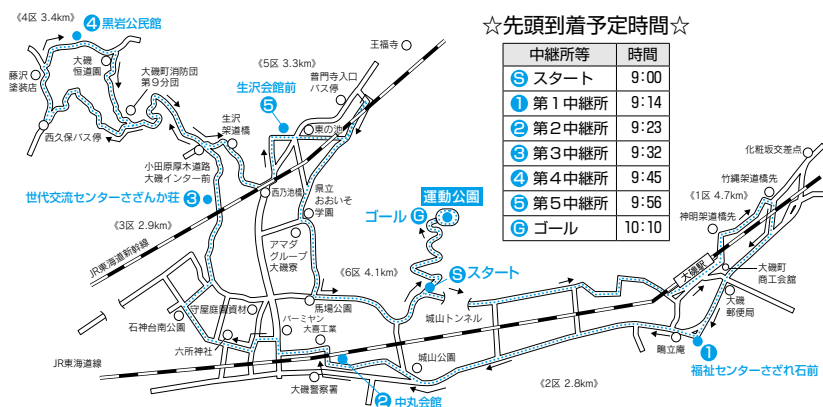 ☆先頭到着予定時間☆
中継所等 時間
S スタート 9:00
1 第1中継所 9:14
2 第2中継所 9:23
3 第3中継所 9:32
4 第4中継所 9:45
5 第5中継所 9:56
G ゴール 10:10
《4区 3.4km》
4 黒岩公民館
藤沢
塗装店
大磯
恒道園
大磯町消防団
第9分団
西久保バス停
生沢
架道橋
小田原厚木道路
大磯インター前
《5区 3.3km》
生沢会館前
5
王福寺
普門寺入口
バス停
東の池
世代交流センターさざんか荘 3
《3区 2.9km》
JR東海道新幹線
西乃池橋
県立
おおいそ
学園
アマダ
グループ
大磯寮
運動公園
ゴール G
S スタート
《6区 4.1km》
化粧坂交差点
竹縄架道橋先
《1区 4.7km》
神明架道橋先
大磯駅
大磯町
商工会館
大磯
郵便局
鴫立庵
1
福祉センターさざれ石前
石神台南公園
守屋庭園資材
六所神社
馬場公園
バーミヤン
大喜工業
城山トンネル
城山公園
JR東海道線
大磯警察署
2 中丸会館
《2区 2.8km》